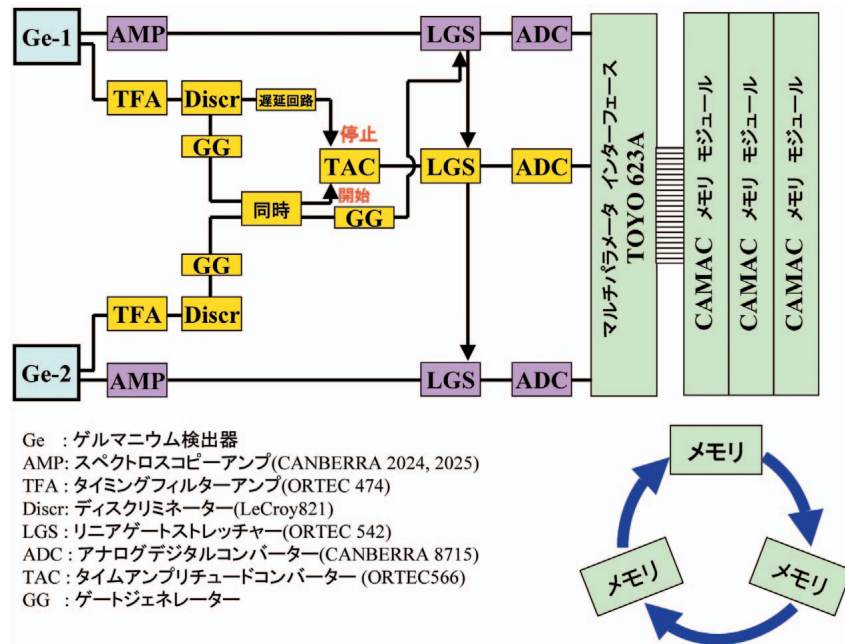 Ge-1
AMP
LGS
ADC
TFA
Discr
遅延回路
GG
停止
TAC
LGS
ADC
開始
同時
GG
GG
TFA
Discr
Ge-2
AMP
LGS
ADC
マルチパラメータ インターフェース
TOYO 623A
CAMAC メモリ モジュール
CAMAC メモリ モジュール
CAMAC メモリ モジュール
Ge : ゲルマニウム検出器
AMP: スペクトロスコピーアンプ(CANBERRA 2024, 2025)
TFA : タイミングフィルターアンプ(ORTEC 474)
Discr: ディスクリミネーター(LeCroy821)
LGS : リニアゲートストレッチャー(ORTEC 542)
ADC : アナログデジタルコンバーター(CANBERRA 8715)
TAC : タイムアンプリチュードコンバーター (ORTEC566)
GG : ゲートジェネレーター
メモリ
メモリ
メモリ